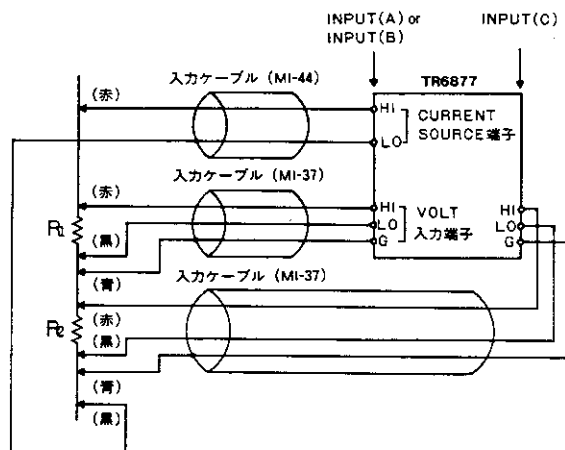 INPUT(A) or
INPUT(B)
INPUT(C)
入力ケーブル (MI-44)
TR6877
(赤)
HI
CURRENT
SOURCE端子
LO
入力ケーブル (MI-37)
(赤)
HI
VOLT
入力端子
LO
G
HI
LO
G
R1
(黒)
(青)
入力ケーブル (MI-37)
R2
(赤)
(黒)
(青)
(黒)